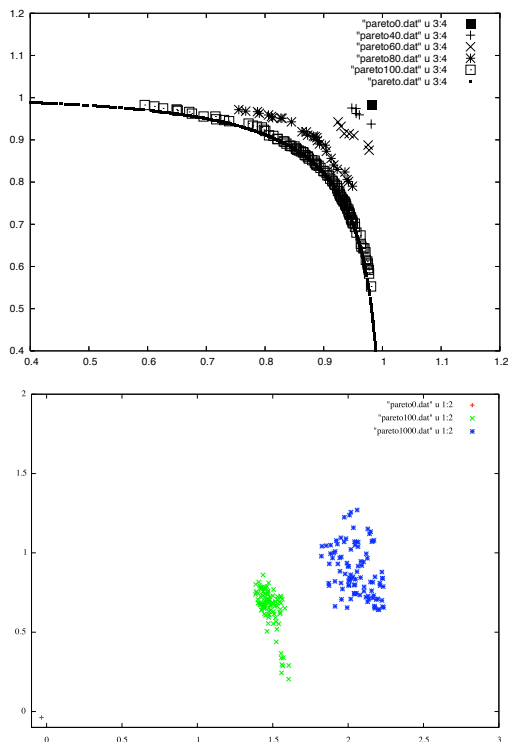 1.2
1.1
1
0.9
0.8
0.7
0.6
0.5
0.4
"pareto0.dat" u 3:4
"pareto40.dat" u 3:4
"pareto60.dat" u 3:4
"pareto80.dat" u 3:4
"pareto100.dat" u 3:4
"pareto.dat" u 3:4
0.4 0.5 0.6 0.7 0.8 0.9 1 1.1 1.2
2
1.5
1
0.5
0
"pareto0.dat" u 1:2
"pareto100.dat" u 1:2
"pareto1000.dat" u 1:2
0 0.5 1 1.5 2 2.5 3